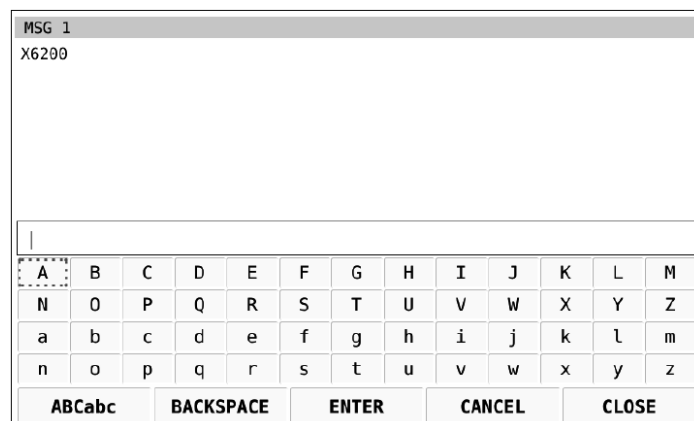 MSG 1
X6200
A B C D E F G H I J K L M
N O P Q R S T U V W X Y Z
a b c d e f g h i j k l m
n o p q r s t u v w x y z
ABCabc BACKSPACE ENTER CANCEL CLOSE